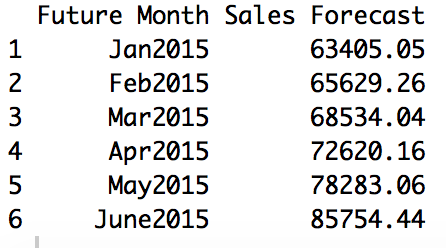 Future Month Sales Forecast
1 Jan2015 63405.05
2 Feb2015 65629.26
3 Mar2015 68534.04
4 Apr2015 72620.16
5 May2015 78283.06
6 June2015 85754.44